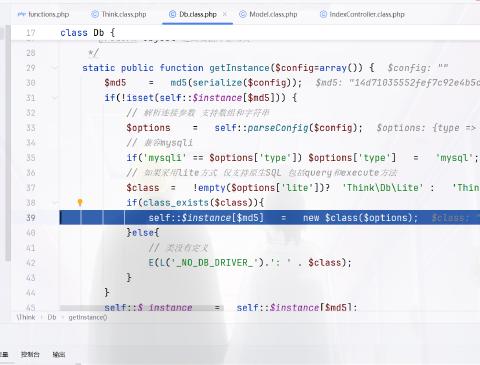 functions.php Think.class.php Db.class.php Model.class.php IndexController.class.php
17 class Db {
28 */
29 static public function getInstance($config=array()) { $config: ""
30 $md5 = md5(serialize($config)); $md5: "14d71035552fef7c92e4b5c
31 if(!isset(self::$instance[$md5])) {
32 // 解析连接参数 支持数组和字符串
33 $options = self::parseConfig($config); $options: {type =>
34 // 兼容mysqli
35 if('mysqli' == $options['type']) $options['type'] = 'mysql';
36 // 如果采用lite方式 仅支持原生SQL 包括query和execute方法
37 $class = !empty($options['lite'])? 'Think\Db\Lite' : 'Thin
38 if(class_exists($class)){
39 self::$instance[$md5] = new $class($options); $class: "
40 }else{
41 // 类没有定义
42 E(L('_NO_DB_DRIVER_').': ' . $class);
43 }
44 }
45 self::$_instance = self::$instance[$md5];
\Think Db getInstance()
控制台 输出